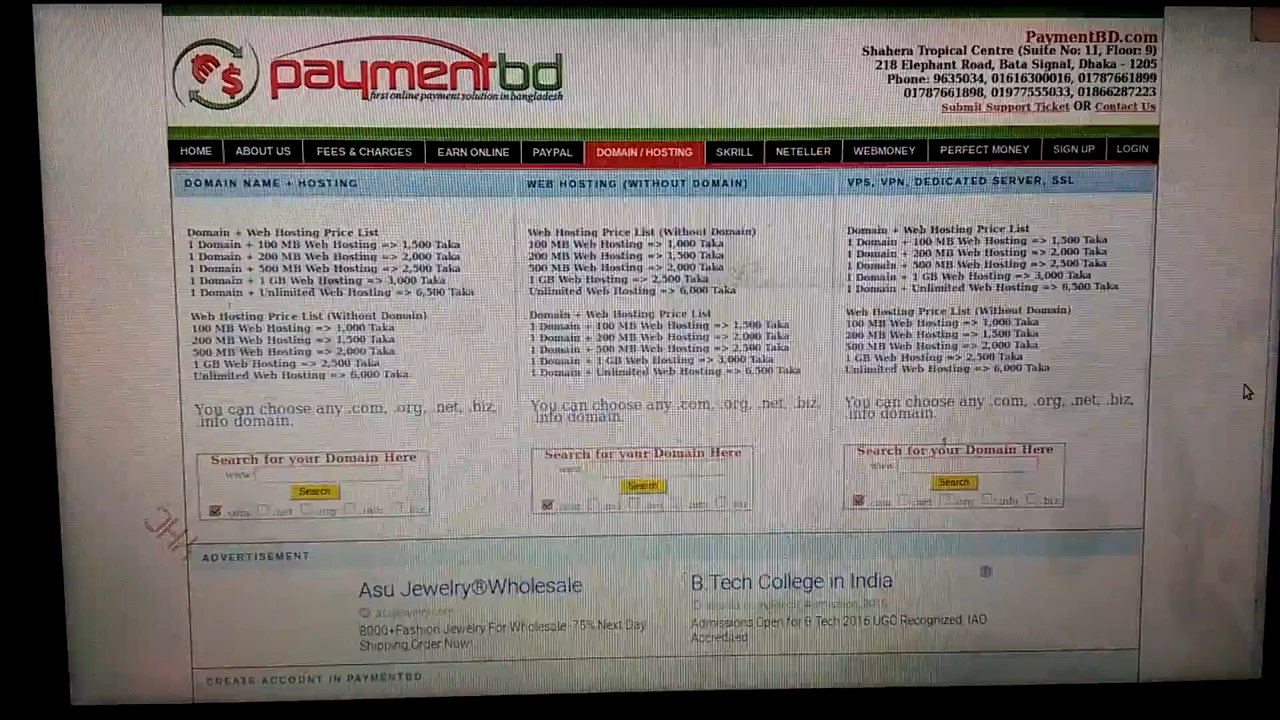 paymentbd
first online payment solution in bangladesh
PaymentBD.com
Shahera Tropical Centre (Suite No: 11, Floor: 9)
218 Elephant Road, Bata Signal, Dhaka - 1205
Phone: 9635034, 01616300016, 01787661899
01787661898, 01977555033, 01866287223
Submit Support Ticket OR Contact Us
HOME ABOUT US FEES & CHARGES EARN ONLINE PAYPAL DOMAIN / HOSTING SKRILL NETELLER WEBMONEY PERFECT MONEY SIGN UP LOGIN
DOMAIN NAME + HOSTING
Domain + Web Hosting Price List
1 Domain + 100 MB Web Hosting => 1,500 Taka
1 Domain + 200 MB Web Hosting => 2,000 Taka
1 Domain + 500 MB Web Hosting => 2,500 Taka
1 Domain + 1 GB Web Hosting => 3,000 Taka
1 Domain + Unlimited Web Hosting => 6,500 Taka
Web Hosting Price List (Without Domain)
100 MB Web Hosting => 1,000 Taka
200 MB Web Hosting => 1,500 Taka
500 MB Web Hosting => 2,000 Taka
1 GB Web Hosting => 2,500 Taka
Unlimited Web Hosting => 6,000 Taka
You can choose any .com, .org, .net, .biz,
.info domain.
Search for your Domain Here
www.
Search
.com .net .org .info .biz
WEB HOSTING (WITHOUT DOMAIN)
Web Hosting Price List (Without Domain)
100 MB Web Hosting => 1,000 Taka
200 MB Web Hosting => 1,500 Taka
500 MB Web Hosting => 2,000 Taka
1 GB Web Hosting => 2,500 Taka
Unlimited Web Hosting => 6,000 Taka
Domain + Web Hosting Price List
1 Domain + 100 MB Web Hosting => 1,500 Taka
1 Domain + 200 MB Web Hosting => 2,000 Taka
1 Domain + 500 MB Web Hosting => 2,500 Taka
1 Domain + 1 GB Web Hosting => 3,000 Taka
1 Domain + Unlimited Web Hosting => 6,500 Taka
You can choose any .com, .org, .net, .biz,
.info domain.
Search for your Domain Here
www.
Search
.com .net .org .info .biz
VPS, VPN, DEDICATED SERVER, SSL
Domain + Web Hosting Price List
1 Domain + 100 MB Web Hosting => 1,500 Taka
1 Domain + 200 MB Web Hosting => 2,000 Taka
1 Domain + 500 MB Web Hosting => 2,500 Taka
1 Domain + 1 GB Web Hosting => 3,000 Taka
1 Domain + Unlimited Web Hosting => 6,500 Taka
Web Hosting Price List (Without Domain)
100 MB Web Hosting => 1,000 Taka
200 MB Web Hosting => 1,500 Taka
500 MB Web Hosting => 2,000 Taka
1 GB Web Hosting => 2,500 Taka
Unlimited Web Hosting => 6,000 Taka
You can choose any .com, .org, .net, .biz,
.info domain.
Search for your Domain Here
www.
Search
.com .net .org .info .biz
ADVERTISEMENT
Asu Jewelry®Wholesale
asujewelry.com
8000+Fashion Jewelry For Wholesale -75% Next Day
Shipping,Order Now!
B.Tech College in India
Admissions Open for B Tech 2016 UGC Recognized, IAO
Accredited
CREATE ACCOUNT IN PAYMENTBD